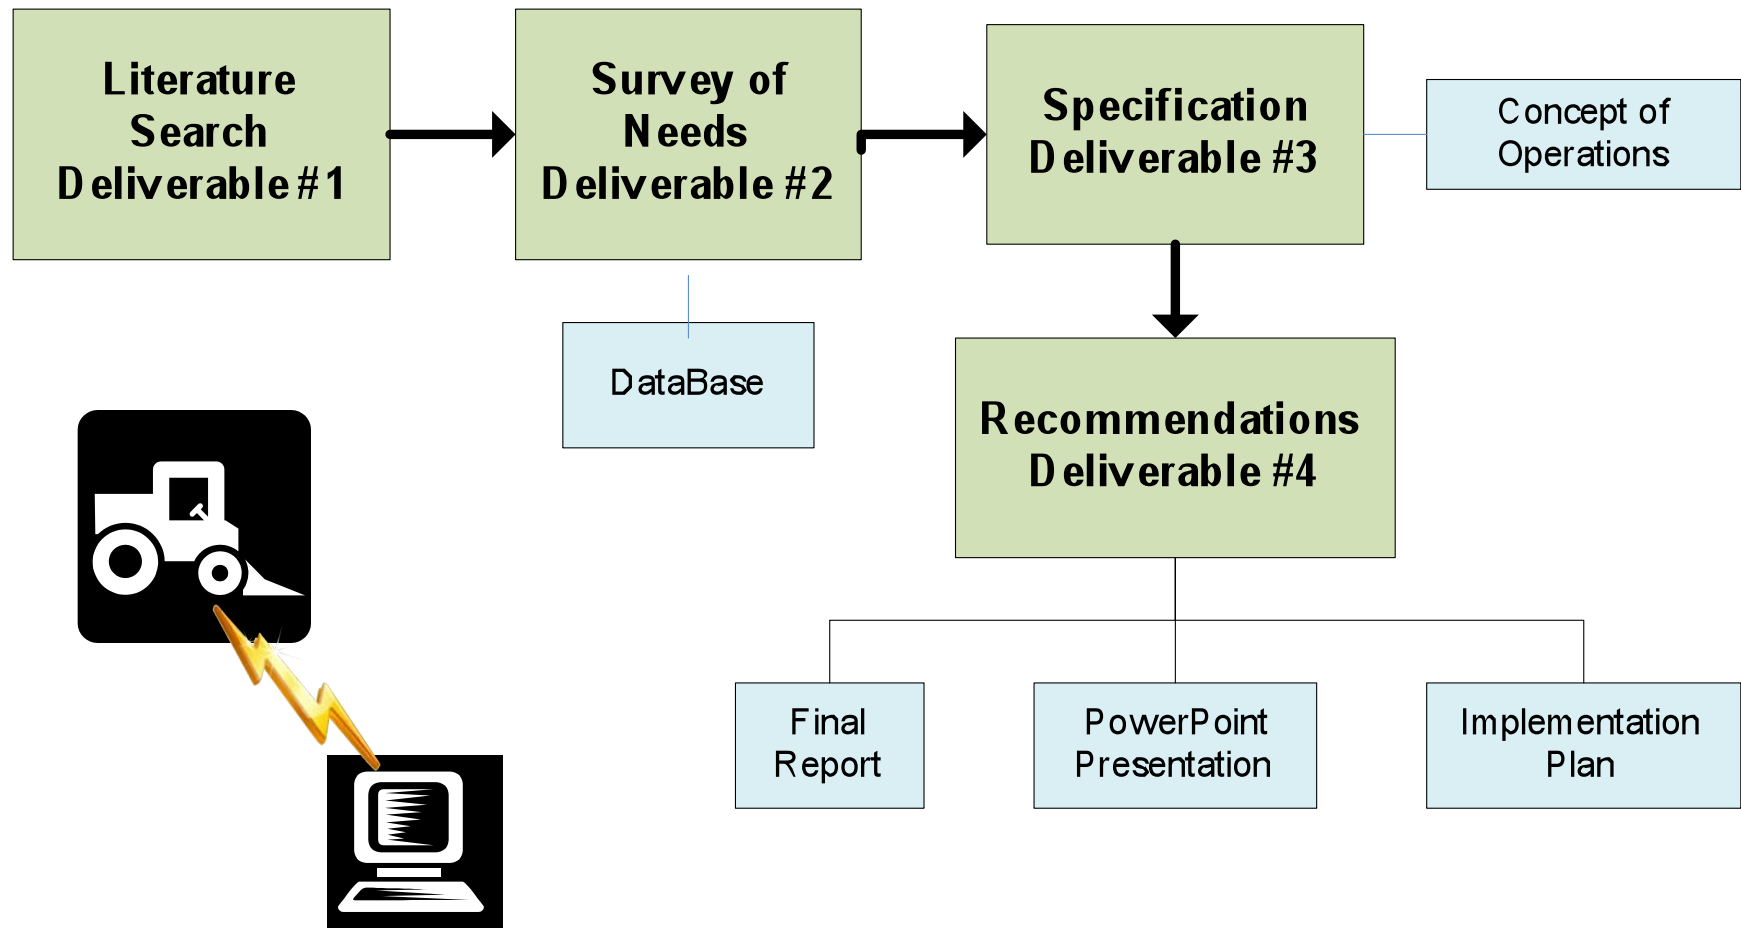 Literature
Search
Deliverable #1
Survey of
Needs
Deliverable #2
Specification
Deliverable #3
Concept of
Operations
DataBase
Recommendations
Deliverable #4
Final
Report
PowerPoint
Presentation
Implementation
Plan